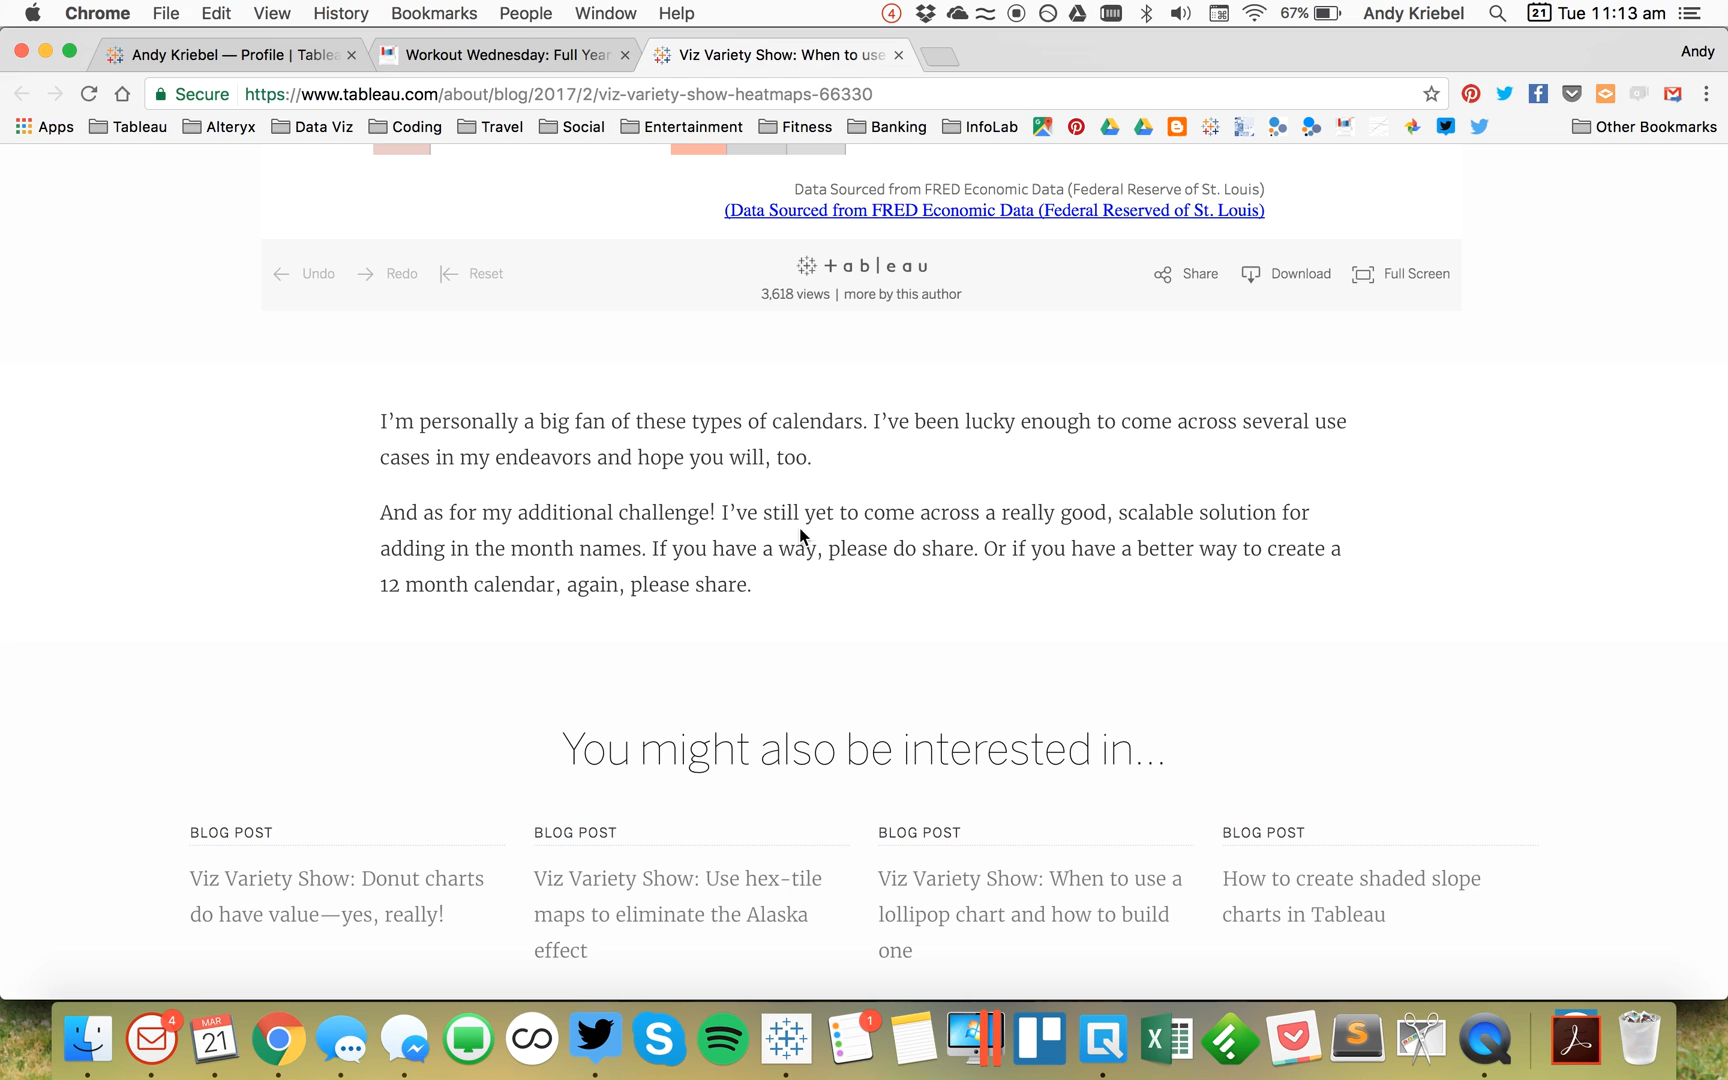 Chrome File Edit View History Bookmarks People Window Help 4 67% Andy Kriebel 21 Tue 11:13 am
Andy Kriebel — Profile | Tablea Workout Wednesday: Full Year Viz Variety Show: When to use Andy
Secure https://www.tableau.com/about/blog/2017/2/viz-variety-show-heatmaps-66330
Apps Tableau Alteryx Data Viz Coding Travel Social Entertainment Fitness Banking InfoLab Other Bookmarks
Data Sourced from FRED Economic Data (Federal Reserve of St. Louis)
(Data Sourced from FRED Economic Data (Federal Reserved of St. Louis)
Undo Redo Reset tableau Share Download Full Screen
3,618 views | more by this author
I’m personally a big fan of these types of calendars. I’ve been lucky enough to come across several use
cases in my endeavors and hope you will, too.
And as for my additional challenge! I’ve still yet to come across a really good, scalable solution for
adding in the month names. If you have a way, please do share. Or if you have a better way to create a
12 month calendar, again, please share.
You might also be interested in...
BLOG POST BLOG POST BLOG POST BLOG POST
Viz Variety Show: Donut charts
do have value—yes, really!
Viz Variety Show: Use hex-tile
maps to eliminate the Alaska
effect
Viz Variety Show: When to use a
lollipop chart and how to build
one
How to create shaded slope
charts in Tableau
4 MAR 21 1